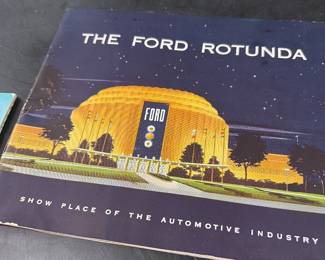 THE FORD ROTUNDA
FORD
SHOW PLACE OF THE AUTOMOTIVE INDUSTRY